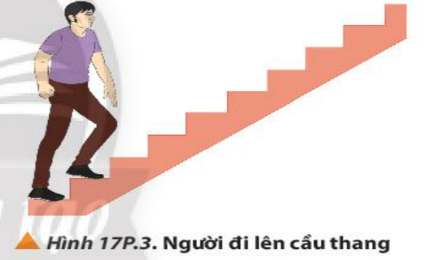 Hình 17P.3. Người đi lên cầu thang